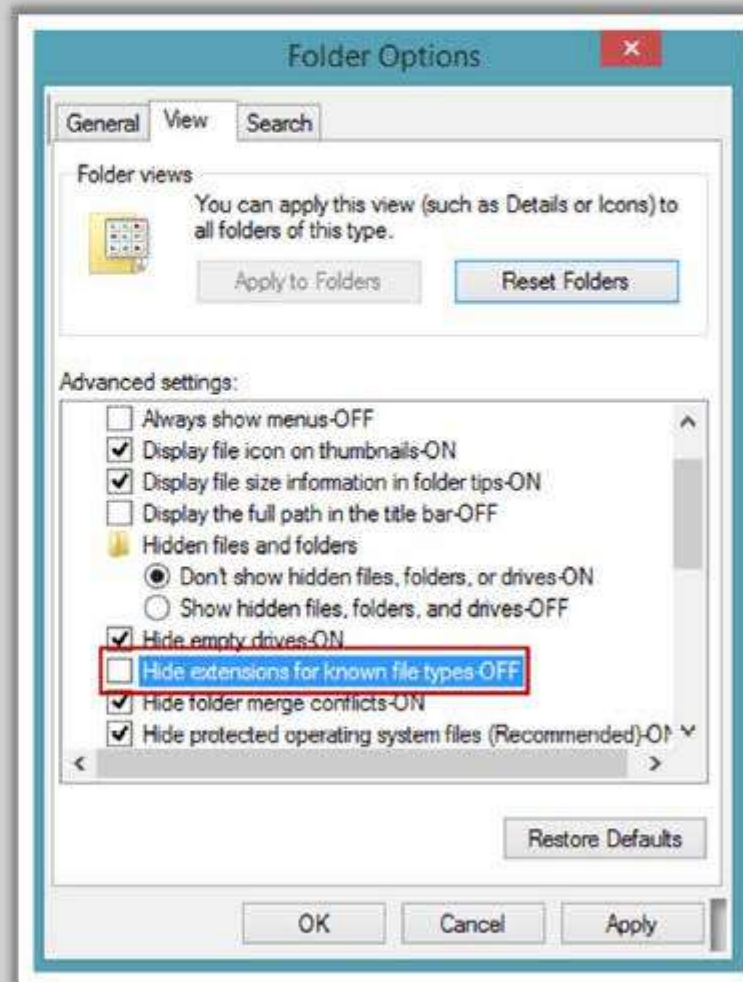 Folder Options
General View Search
Folder views
You can apply this view (such as Details or Icons) to
all folders of this type.
Apply to Folders Reset Folders
Advanced settings:
Always show menus-OFF
Display file icon on thumbnails-ON
Display file size information in folder tips-ON
Display the full path in the title bar-OFF
Hidden files and folders
Don't show hidden files, folders, or drives-ON
Show hidden files, folders, and drives-OFF
Hide empty drives-ON
Hide extensions for known file types-OFF
Hide folder merge conflicts-ON
Hide protected operating system files (Recommended)-
Restore Defaults
OK Cancel Apply